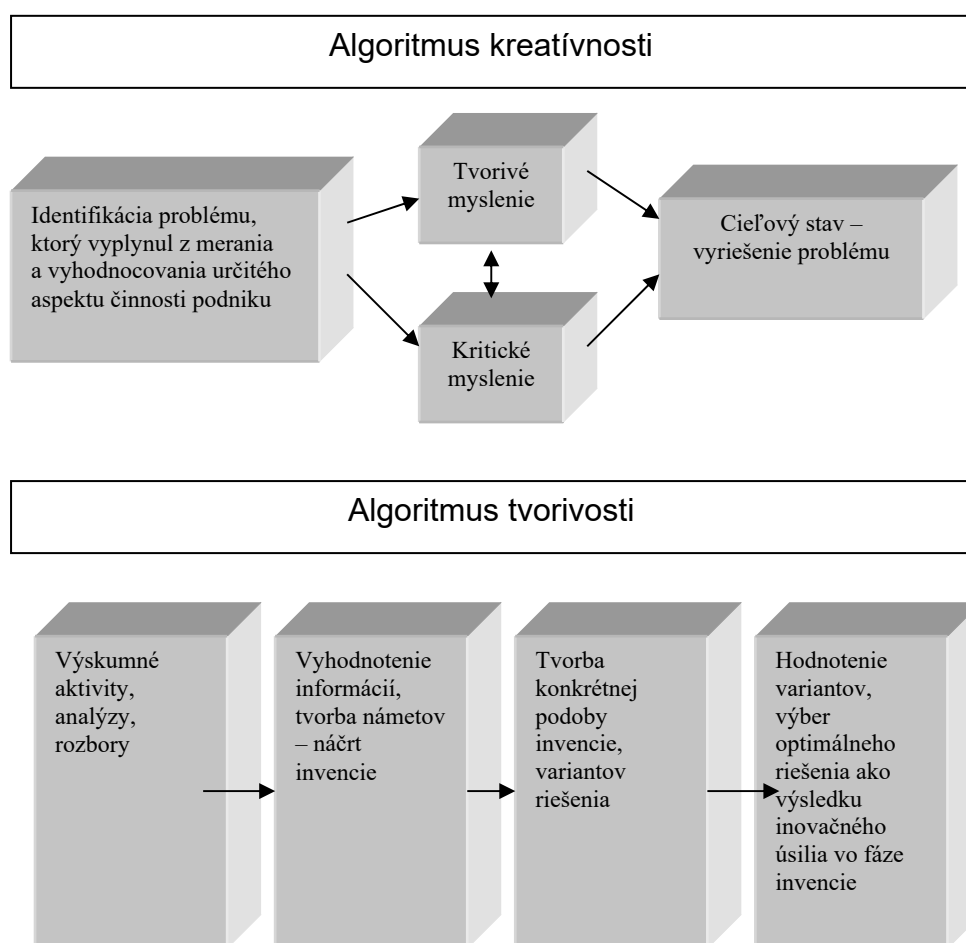 Algoritmus kreatívnosti
Identifikácia problému,
ktorý vyplynul z merania
a vyhodnocovania určitého
aspektu činnosti podniku
Tvorivé
myslenie
Kritické
myslenie
Cieľový stav –
vyriešenie problému
Algoritmus tvorivosti
Výskumné
aktivity,
analýzy,
rozbory
Vyhodnotenie
informácií,
tvorba námetov
– náčrt
invencie
Tvorba
konkrétnej
podoby
invencie,
variantov
riešenia
Hodnotenie
variantov,
výber
optimálneho
riešenia ako
výsledku
inovačného
úsilia vo fáze
invencie